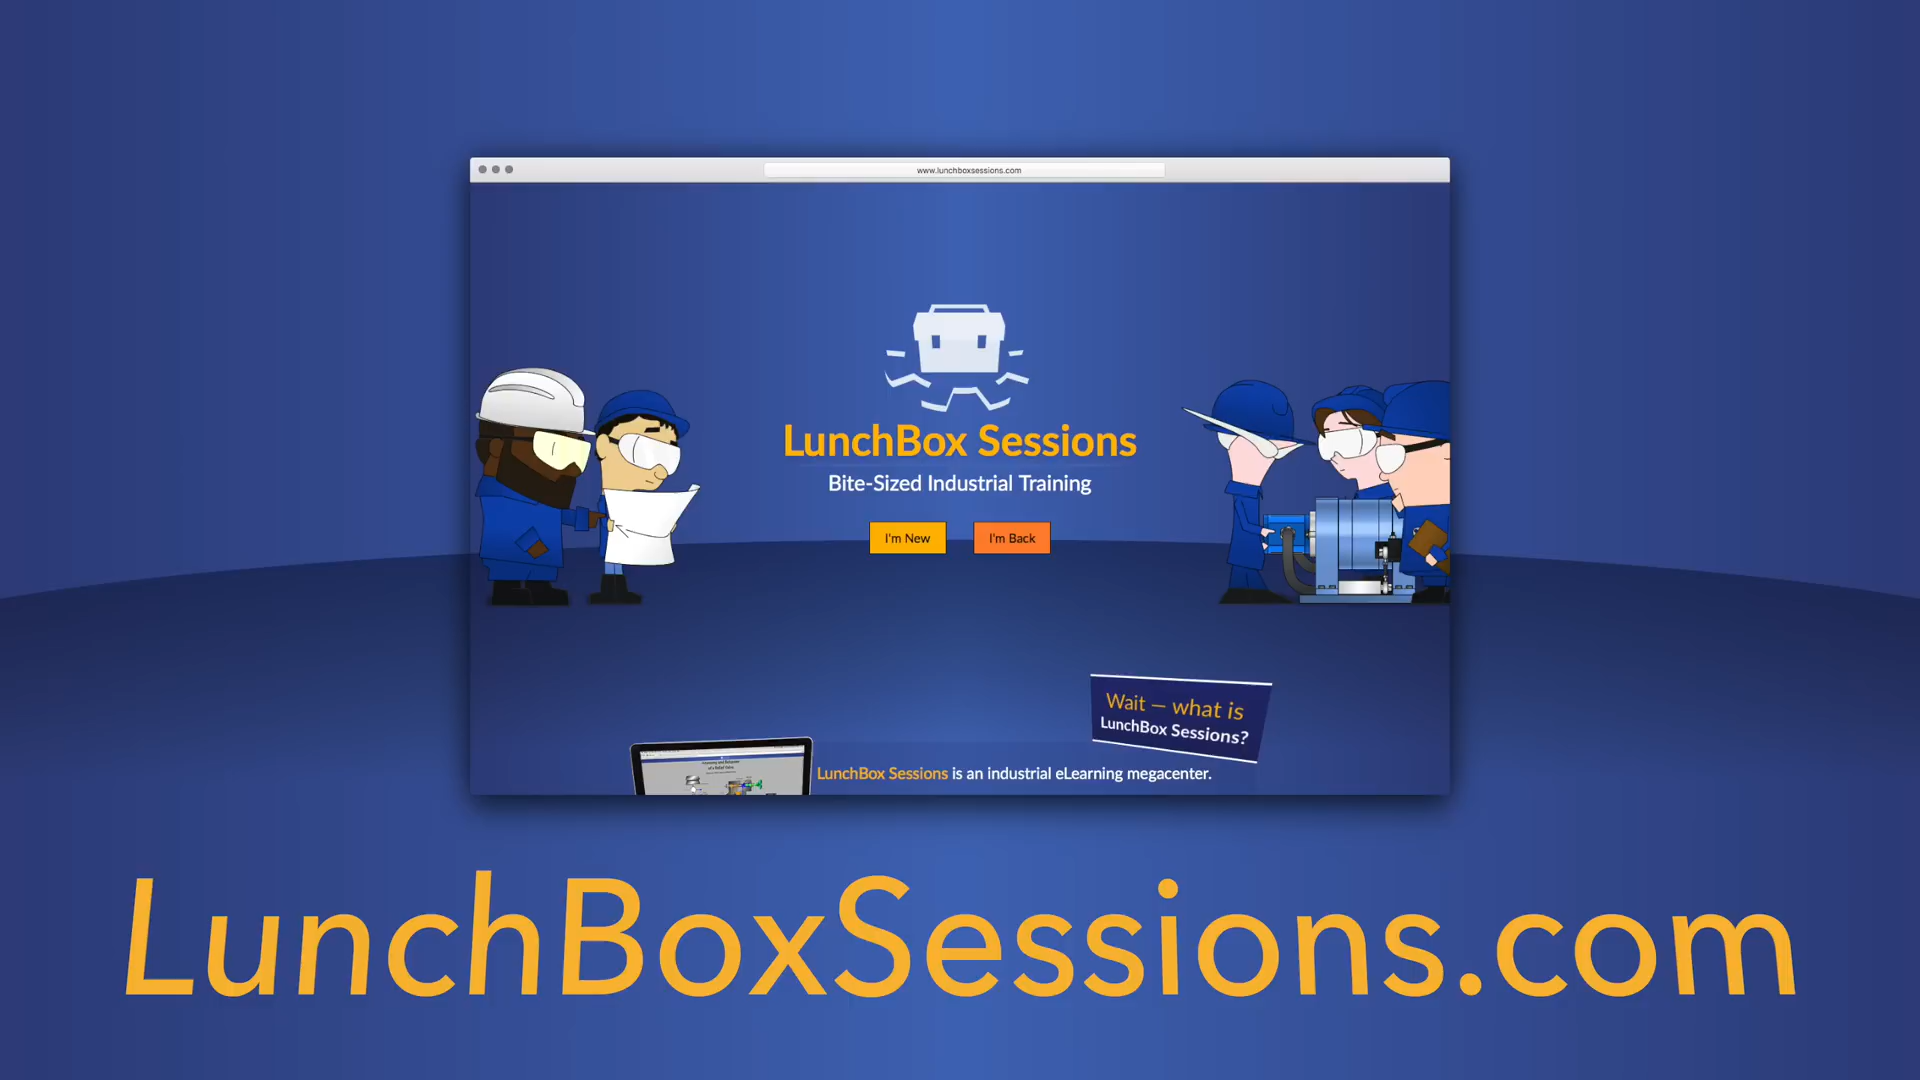 www.lunchboxsessions.com
LunchBox Sessions
Bite-Sized Industrial Training
I'm New
I'm Back
Wait — what is
LunchBox Sessions?
LunchBox Sessions is an industrial eLearning megacenter.
LunchBoxSessions.com